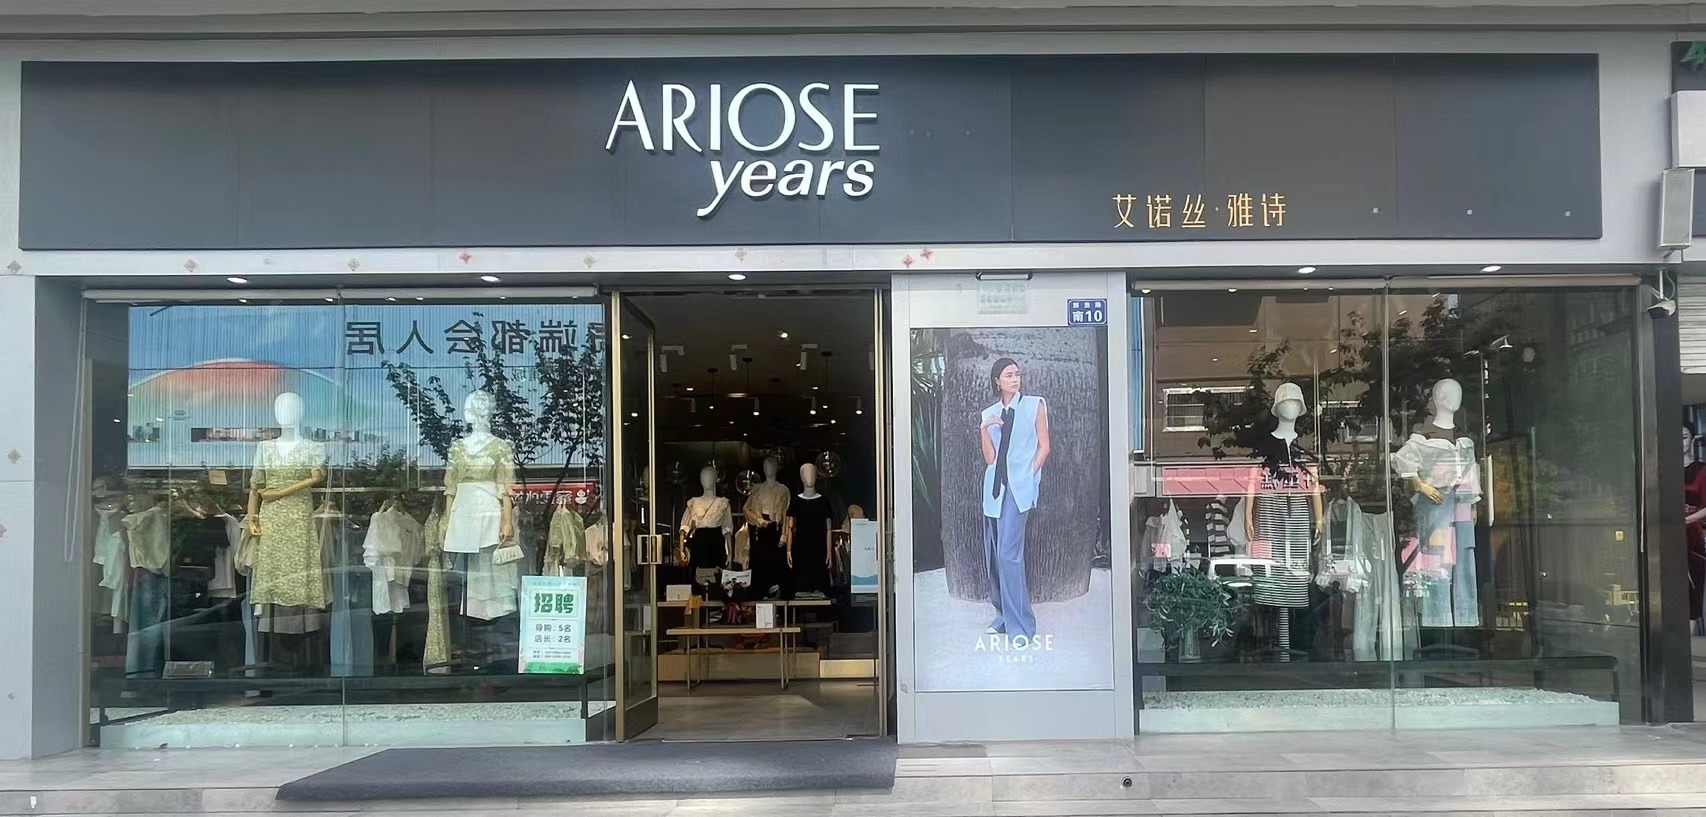 ARIOSE
years
艾诺丝·雅诗
南10
招聘
导购：5名
店长：2名
ARIOSE
YEARS
端都会人居